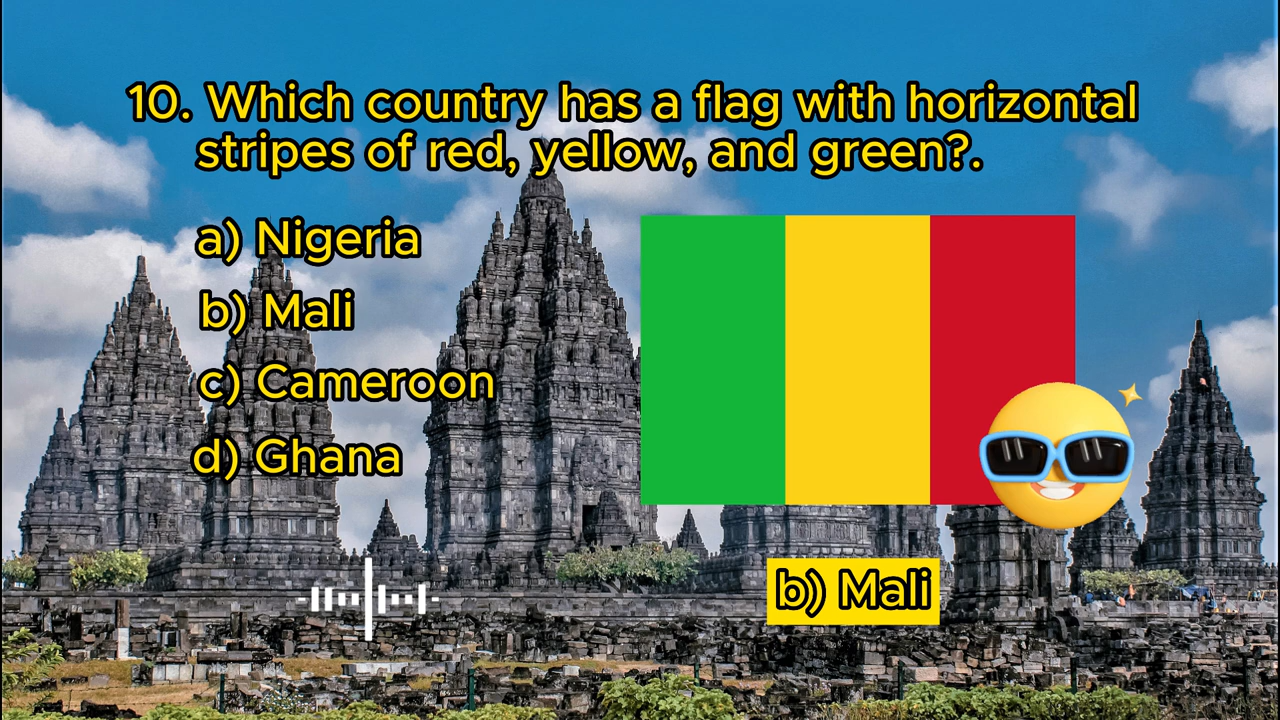 10. Which country has a flag with horizontal
stripes of red, yellow, and green?.
a) Nigeria
b) Mali
c) Cameroon
d) Ghana
b) Mali